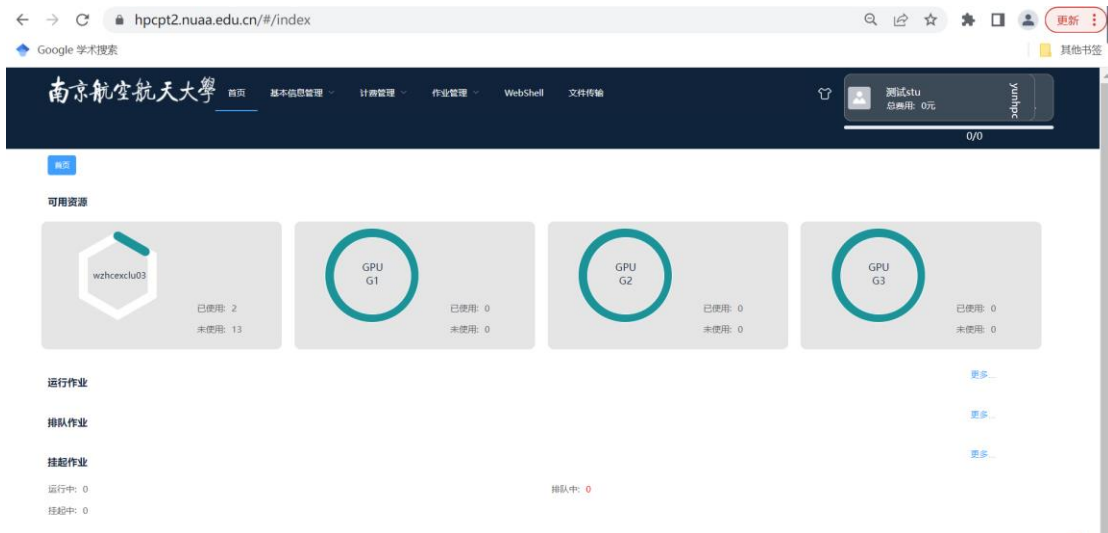 hpcpt2.nuaa.edu.cn/#/index
更新
Google 学术搜索
其他书签
南京航空航天大學
首页 基本信息管理 计费管理 作业管理 WebShell 文件传输
测试stu
总费用: 0元
yunhpc
0/0
首页
可用资源
wzhcexclu03
已使用: 2
未使用: 13
GPU
G1
已使用: 0
未使用: 0
GPU
G2
已使用: 0
未使用: 0
GPU
G3
已使用: 0
未使用: 0
运行作业 更多...
排队作业 更多...
挂起作业 更多...
运行中: 0 排队中: 0
挂起中: 0